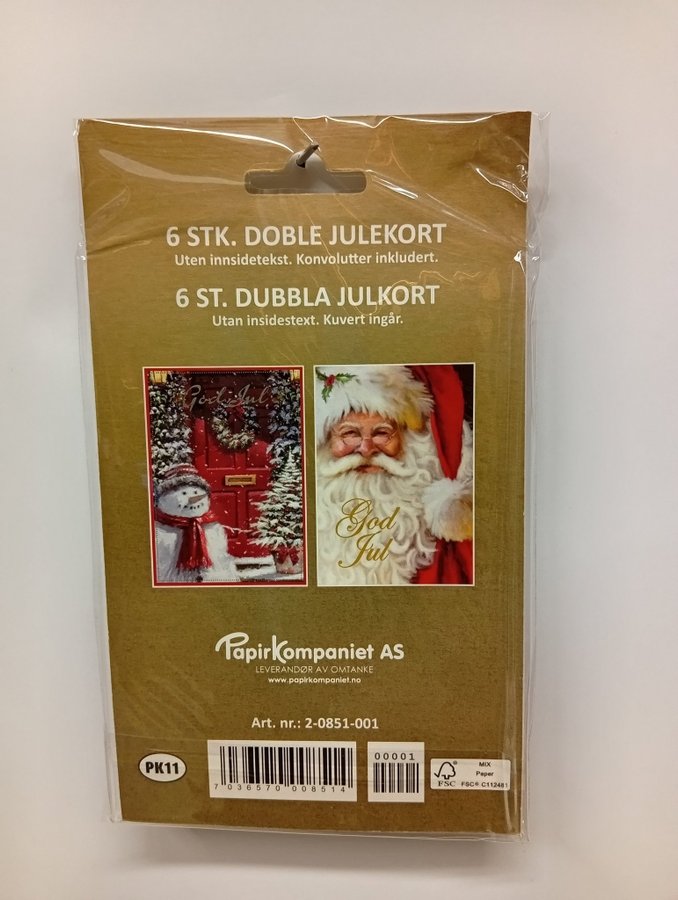 6 STK. DOBLE JULEKORT
Uten innsidetekst. Konvolutter inkludert.
6 ST. DUBBLA JULKORT
Utan insidestext. Kuvert ingår.
God Jul
God
Jul
PapirKompaniet AS
LEVERANDØR AV OMTANKE
www.papirkompaniet.no
Art. nr.: 2-0851-001
PK11
7 036570 008514
00001
FSC
MIX
Paper
FSC® C112481